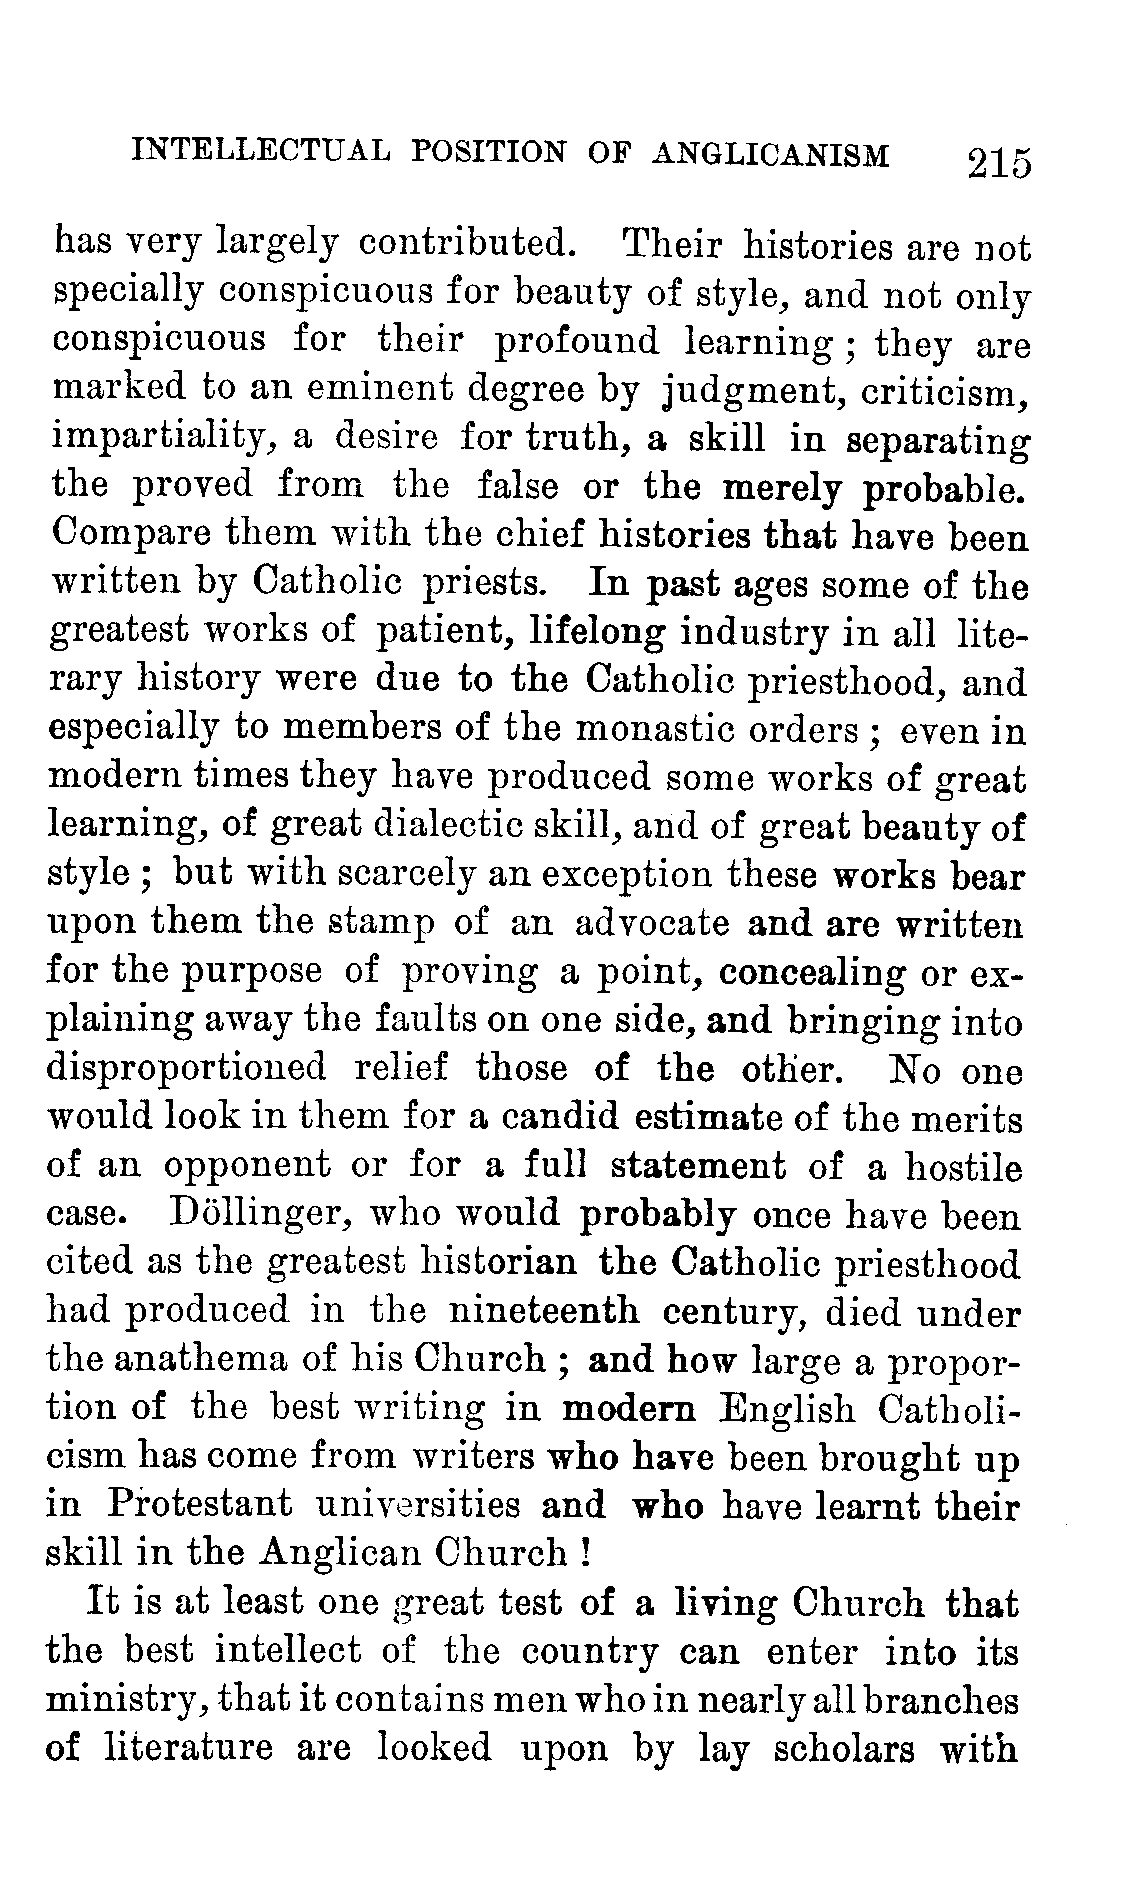 INTELLECTUAL POSITION OF ANGLICANISM 215
has very largely contributed. Their histories are not
specially conspicuous for beauty of style, and not only
conspicuous for their profound learning ; they are
marked to an eminent degree by judgment, criticism,
impartiality, a desire for truth, a skill in separating
the proved from the false or the merely probable.
Compare them with the chief histories that have been
written by Catholic priests. In past ages some of the
greatest works of patient, lifelong industry in all lite-
rary history were due to the Catholic priesthood, and
especially to members of the monastic orders ; even in
modern times they have produced some works of great
learning, of great dialectic skill, and of great beauty of
style ; but with scarcely an exception these works bear
upon them the stamp of an advocate and are written
for the purpose of proving a point, concealing or ex-
plaining away the faults on one side, and bringing into
disproportioned relief those of the other. No one
would look in them for a candid estimate of the merits
of an opponent or for a full statement of a hostile
case. Döllinger, who would probably once have been
cited as the greatest historian the Catholic priesthood
had produced in the nineteenth century, died under
the anathema of his Church ; and how large a propor-
tion of the best writing in modern English Catholi-
cism has come from writers who have been brought up
in Protestant universities and who have learnt their
skill in the Anglican Church !
It is at least one great test of a living Church that
the best intellect of the country can enter into its
ministry, that it contains men who in nearly all branches
of literature are looked upon by lay scholars with